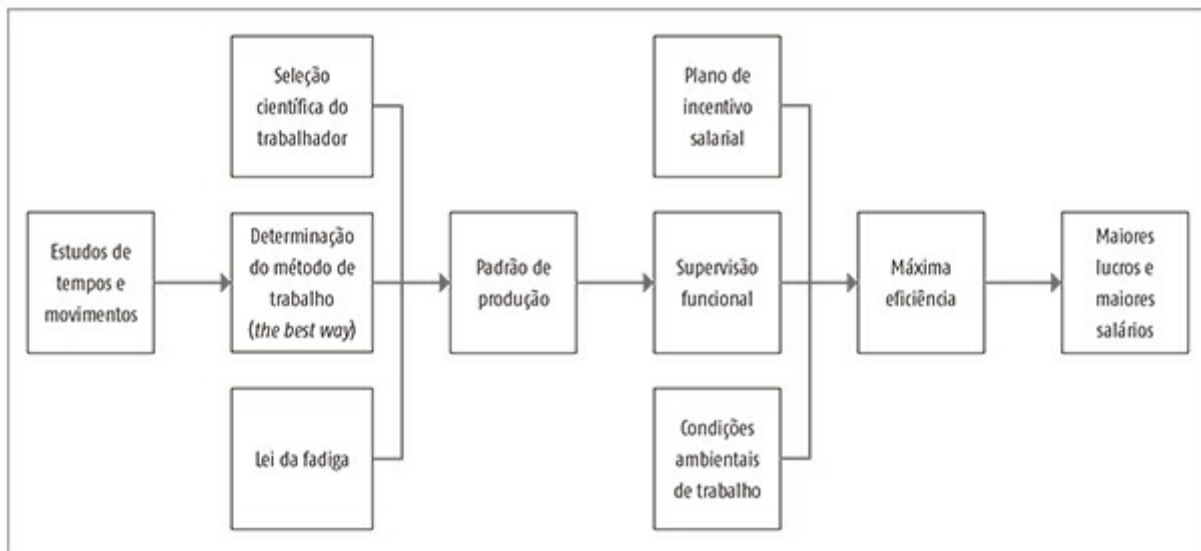 Seleção
científica do
trabalhador
Plano de
incentivo
salarial
Estudos de
tempos e
movimentos
Determinação
do método de
trabalho
(the best way)
Padrão de
produção
Supervisão
funcional
Máxima
eficiência
Maiores
lucros e
maiores
salários
Lei da fadiga
Condições
ambientais
de trabalho